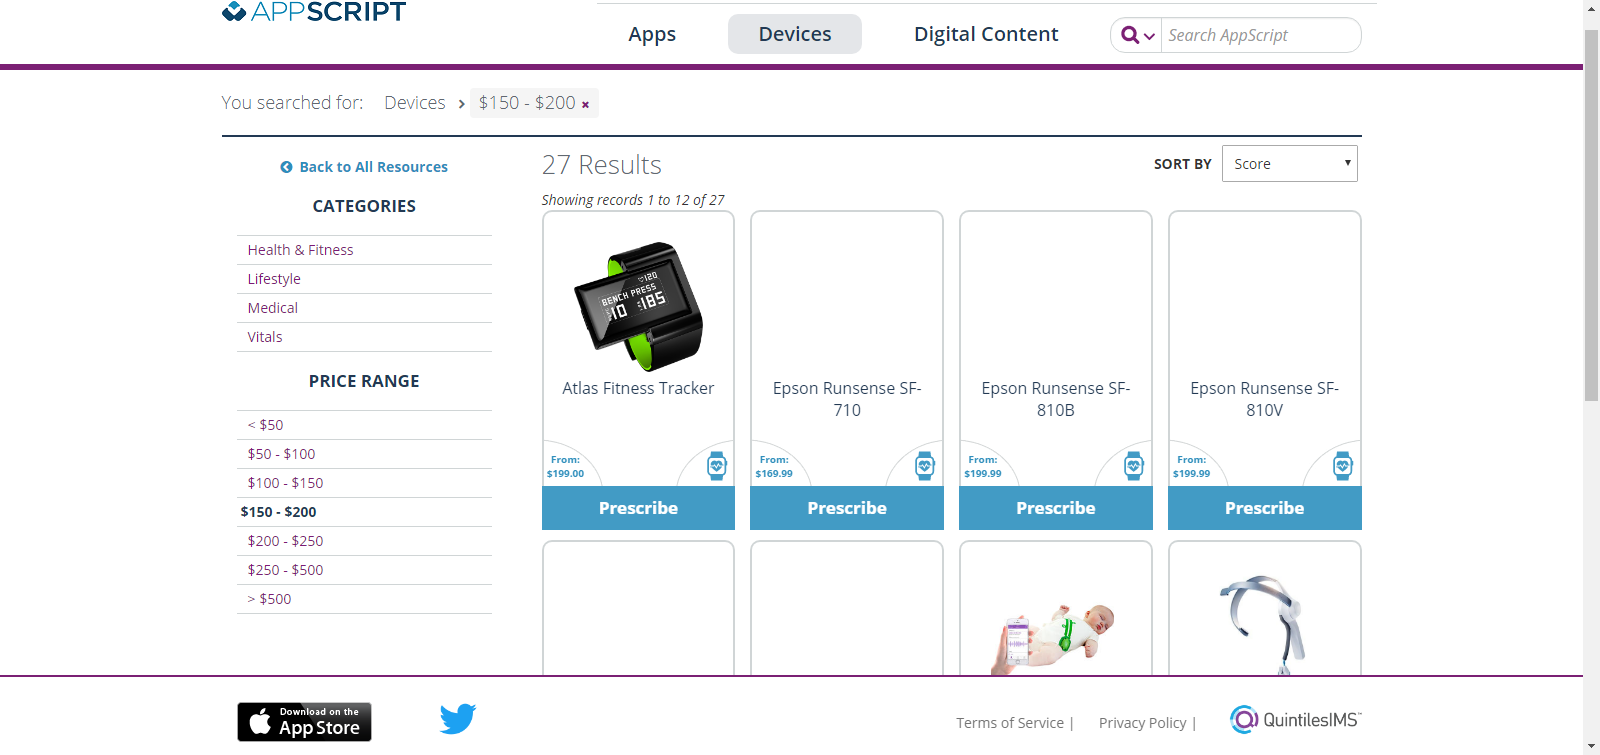 APPSCRIPT
Apps
Devices
Digital Content
Search AppScript
You searched for:
Devices
$150 - $200
Back to All Resources
CATEGORIES
Health & Fitness
Lifestyle
Medical
Vitals
PRICE RANGE
< $50
$50 - $100
$100 - $150
$150 - $200
$200 - $250
$250 - $500
> $500
27 Results
SORT BY
Score
Showing records 1 to 12 of 27
120
BENCH PRESS
10
185
Atlas Fitness Tracker
From:
$199.00
Prescribe
Epson Runsense SF-
710
From:
$169.99
Prescribe
Epson Runsense SF-
810B
From:
$199.99
Prescribe
Epson Runsense SF-
810V
From:
$199.99
Prescribe
Download on the
App Store
Terms of Service |
Privacy Policy |
QuintilesIMS™